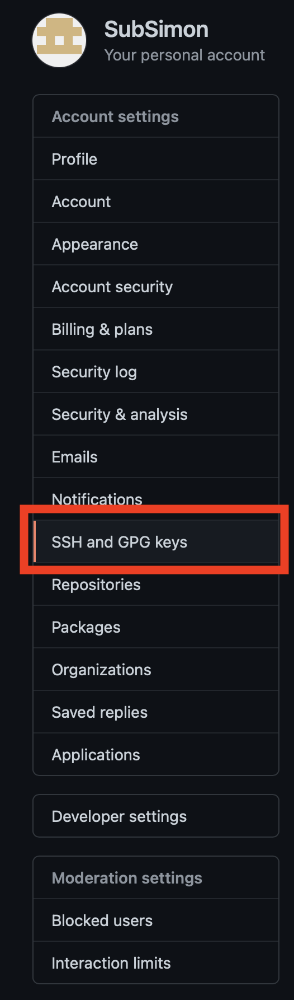 SubSimon
Your personal account
Account settings
Profile
Account
Appearance
Account security
Billing & plans
Security log
Security & analysis
Emails
Notifications
SSH and GPG keys
Repositories
Packages
Organizations
Saved replies
Applications
Developer settings
Moderation settings
Blocked users
Interaction limits